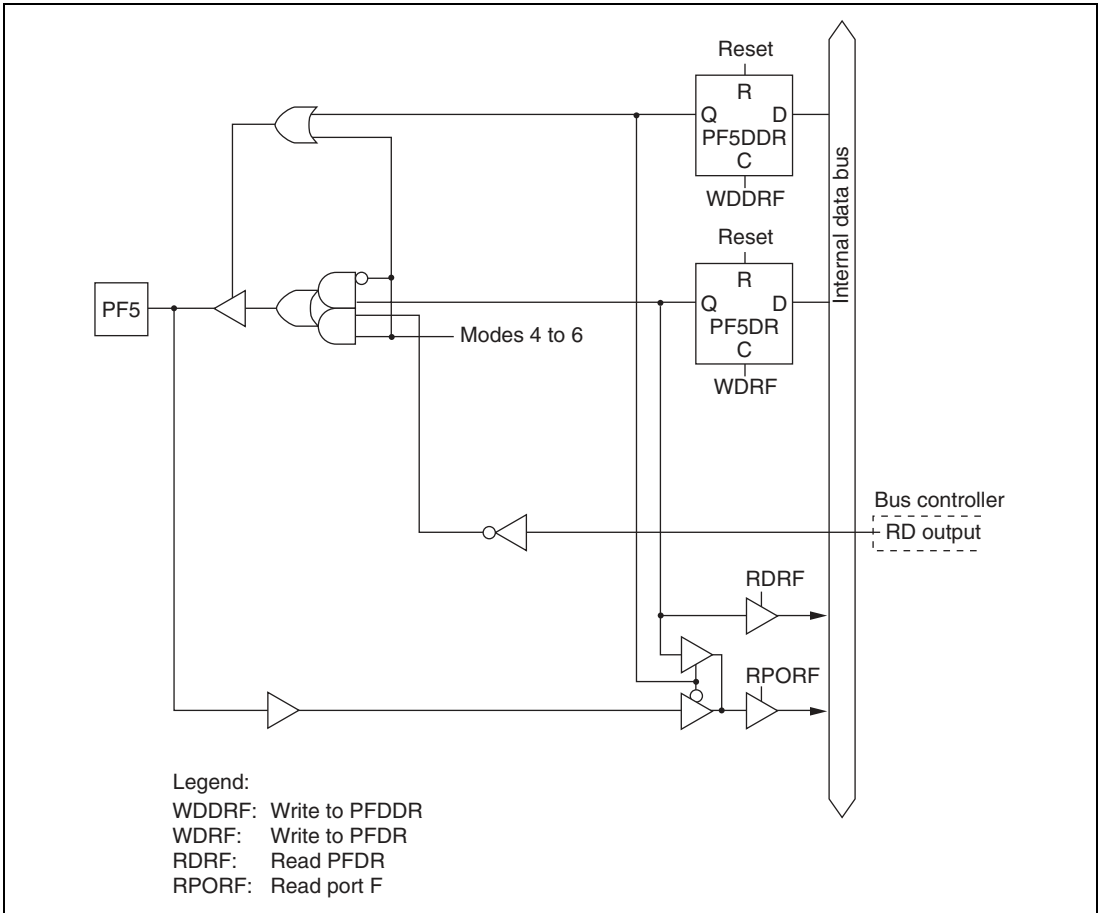 Reset
R
Q D
PF5DDR
C
WDDRF
Internal data bus
Reset
R
Q D
PF5DR
C
WDRF
PF5
Modes 4 to 6
Bus controller
RD output
RDRF
RPORF
Legend:
WDDRF: Write to PFDDR
WDRF: Write to PFDR
RDRF: Read PFDR
RPORF: Read port F